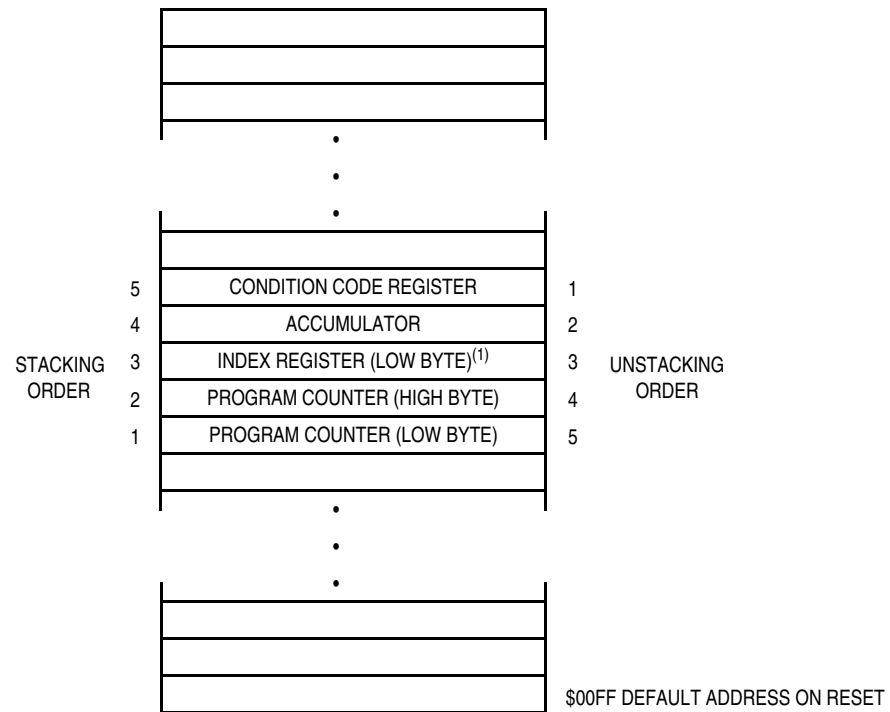 5 CONDITION CODE REGISTER 1
4 ACCUMULATOR 2
STACKING ORDER
3 INDEX REGISTER (LOW BYTE)(1) 3
UNSTACKING ORDER
2 PROGRAM COUNTER (HIGH BYTE) 4
1 PROGRAM COUNTER (LOW BYTE) 5
$00FF DEFAULT ADDRESS ON RESET